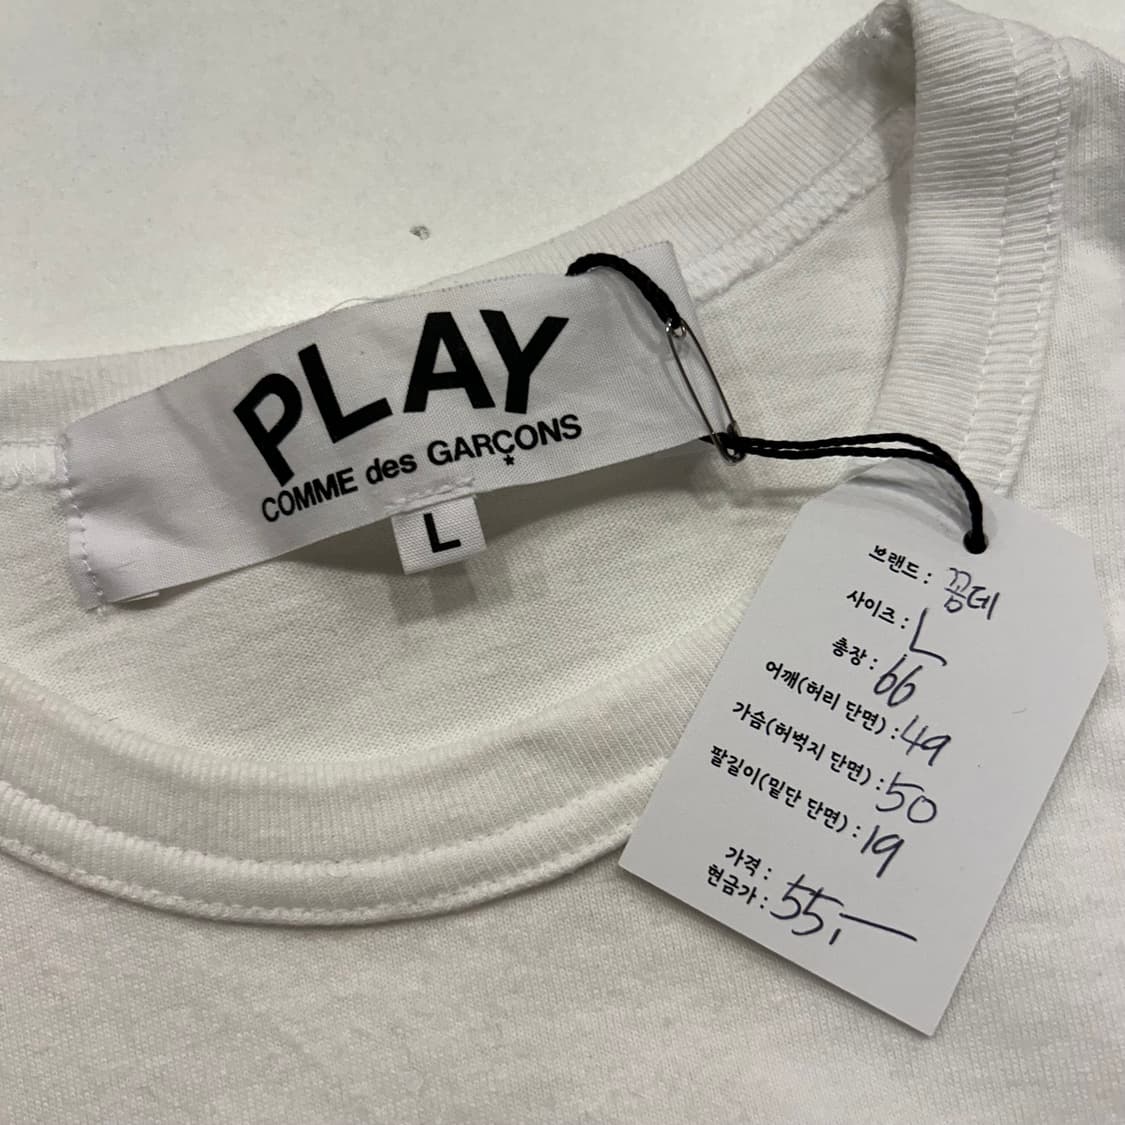 PLAY
COMME des GARÇONS
L
브랜드 : 꼼데
사이즈 : L
총장 : 66
어깨(허리 단면) : 49
가슴(허벅지 단면) : 50
팔길이(밑단 단면) : 19
가격 :
현금가 : 55,-